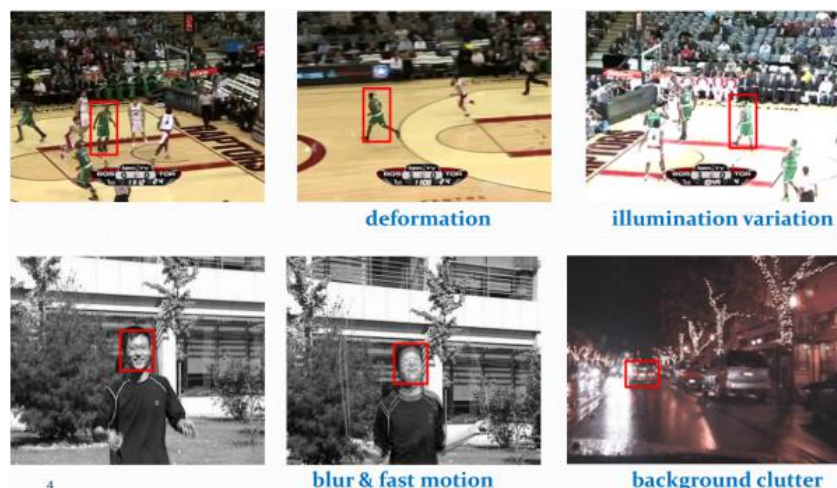 deformation
illumination variation
4
blur & fast motion
background clutter